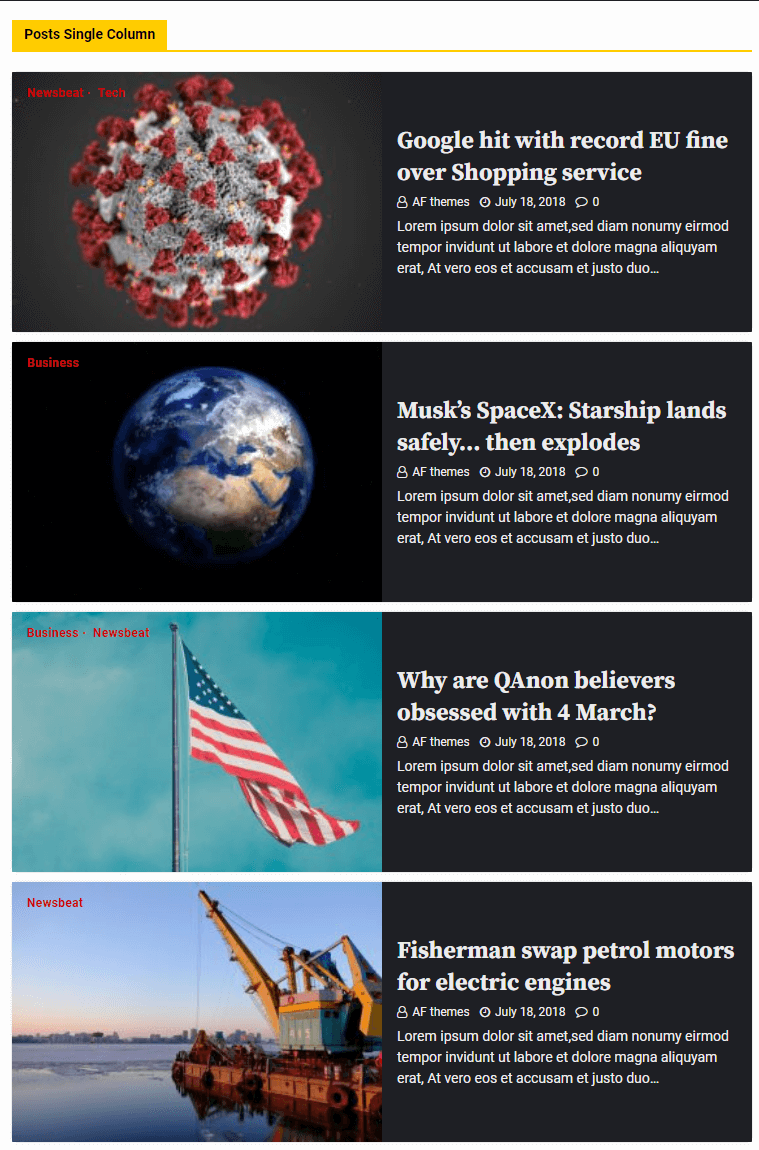 Posts Single Column
Newsbeat · Tech
Google hit with record EU fine
over Shopping service
AF themes July 18, 2018 0
Lorem ipsum dolor sit amet,sed diam nonumy eirmod
tempor invidunt ut labore et dolore magna aliquyam
erat, At vero eos et accusam et justo duo...
Business
Musk’s SpaceX: Starship lands
safely... then explodes
AF themes July 18, 2018 0
Lorem ipsum dolor sit amet,sed diam nonumy eirmod
tempor invidunt ut labore et dolore magna aliquyam
erat, At vero eos et accusam et justo duo...
Business · Newsbeat
Why are QAnon believers
obsessed with 4 March?
AF themes July 18, 2018 0
Lorem ipsum dolor sit amet,sed diam nonumy eirmod
tempor invidunt ut labore et dolore magna aliquyam
erat, At vero eos et accusam et justo duo...
Newsbeat
Fisherman swap petrol motors
for electric engines
AF themes July 18, 2018 0
Lorem ipsum dolor sit amet,sed diam nonumy eirmod
tempor invidunt ut labore et dolore magna aliquyam
erat, At vero eos et accusam et justo duo...